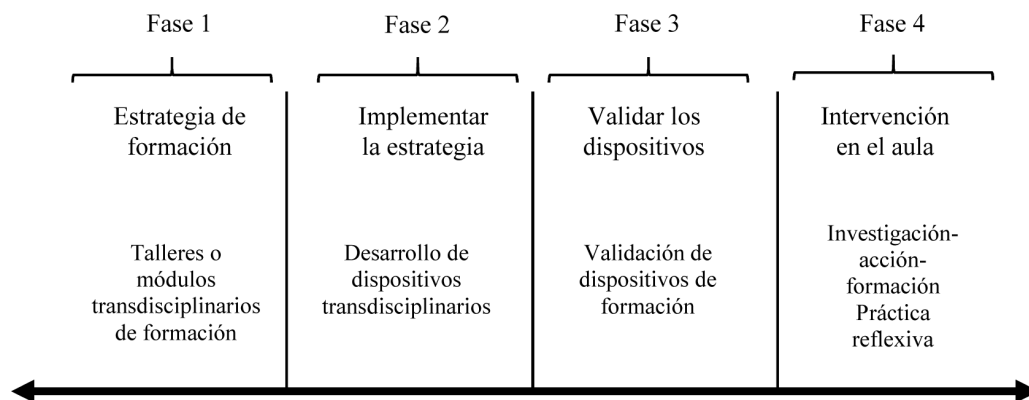 Fase 1
Fase 2
Fase 3
Fase 4
Estrategia de
formación
Implementar
la estrategia
Validar los
dispositivos
Intervención
en el aula
Talleres o
módulos
transdisciplinarios
de formación
Desarrollo de
dispositivos
transdisciplinarios
Validación de
dispositivos de
formación
Investigación-
acción-
formación
Práctica
reflexiva